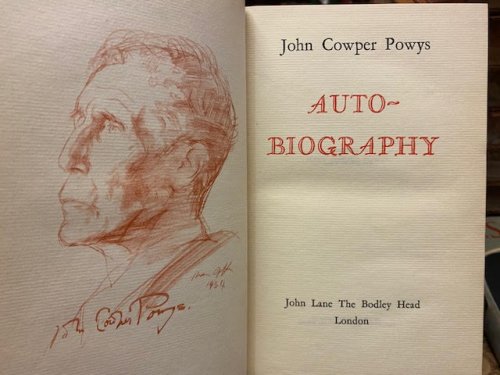 John Cowper Powys.
John Cowper Powys
AUTO-
BIOGRAPHY
John Lane The Bodley Head
London